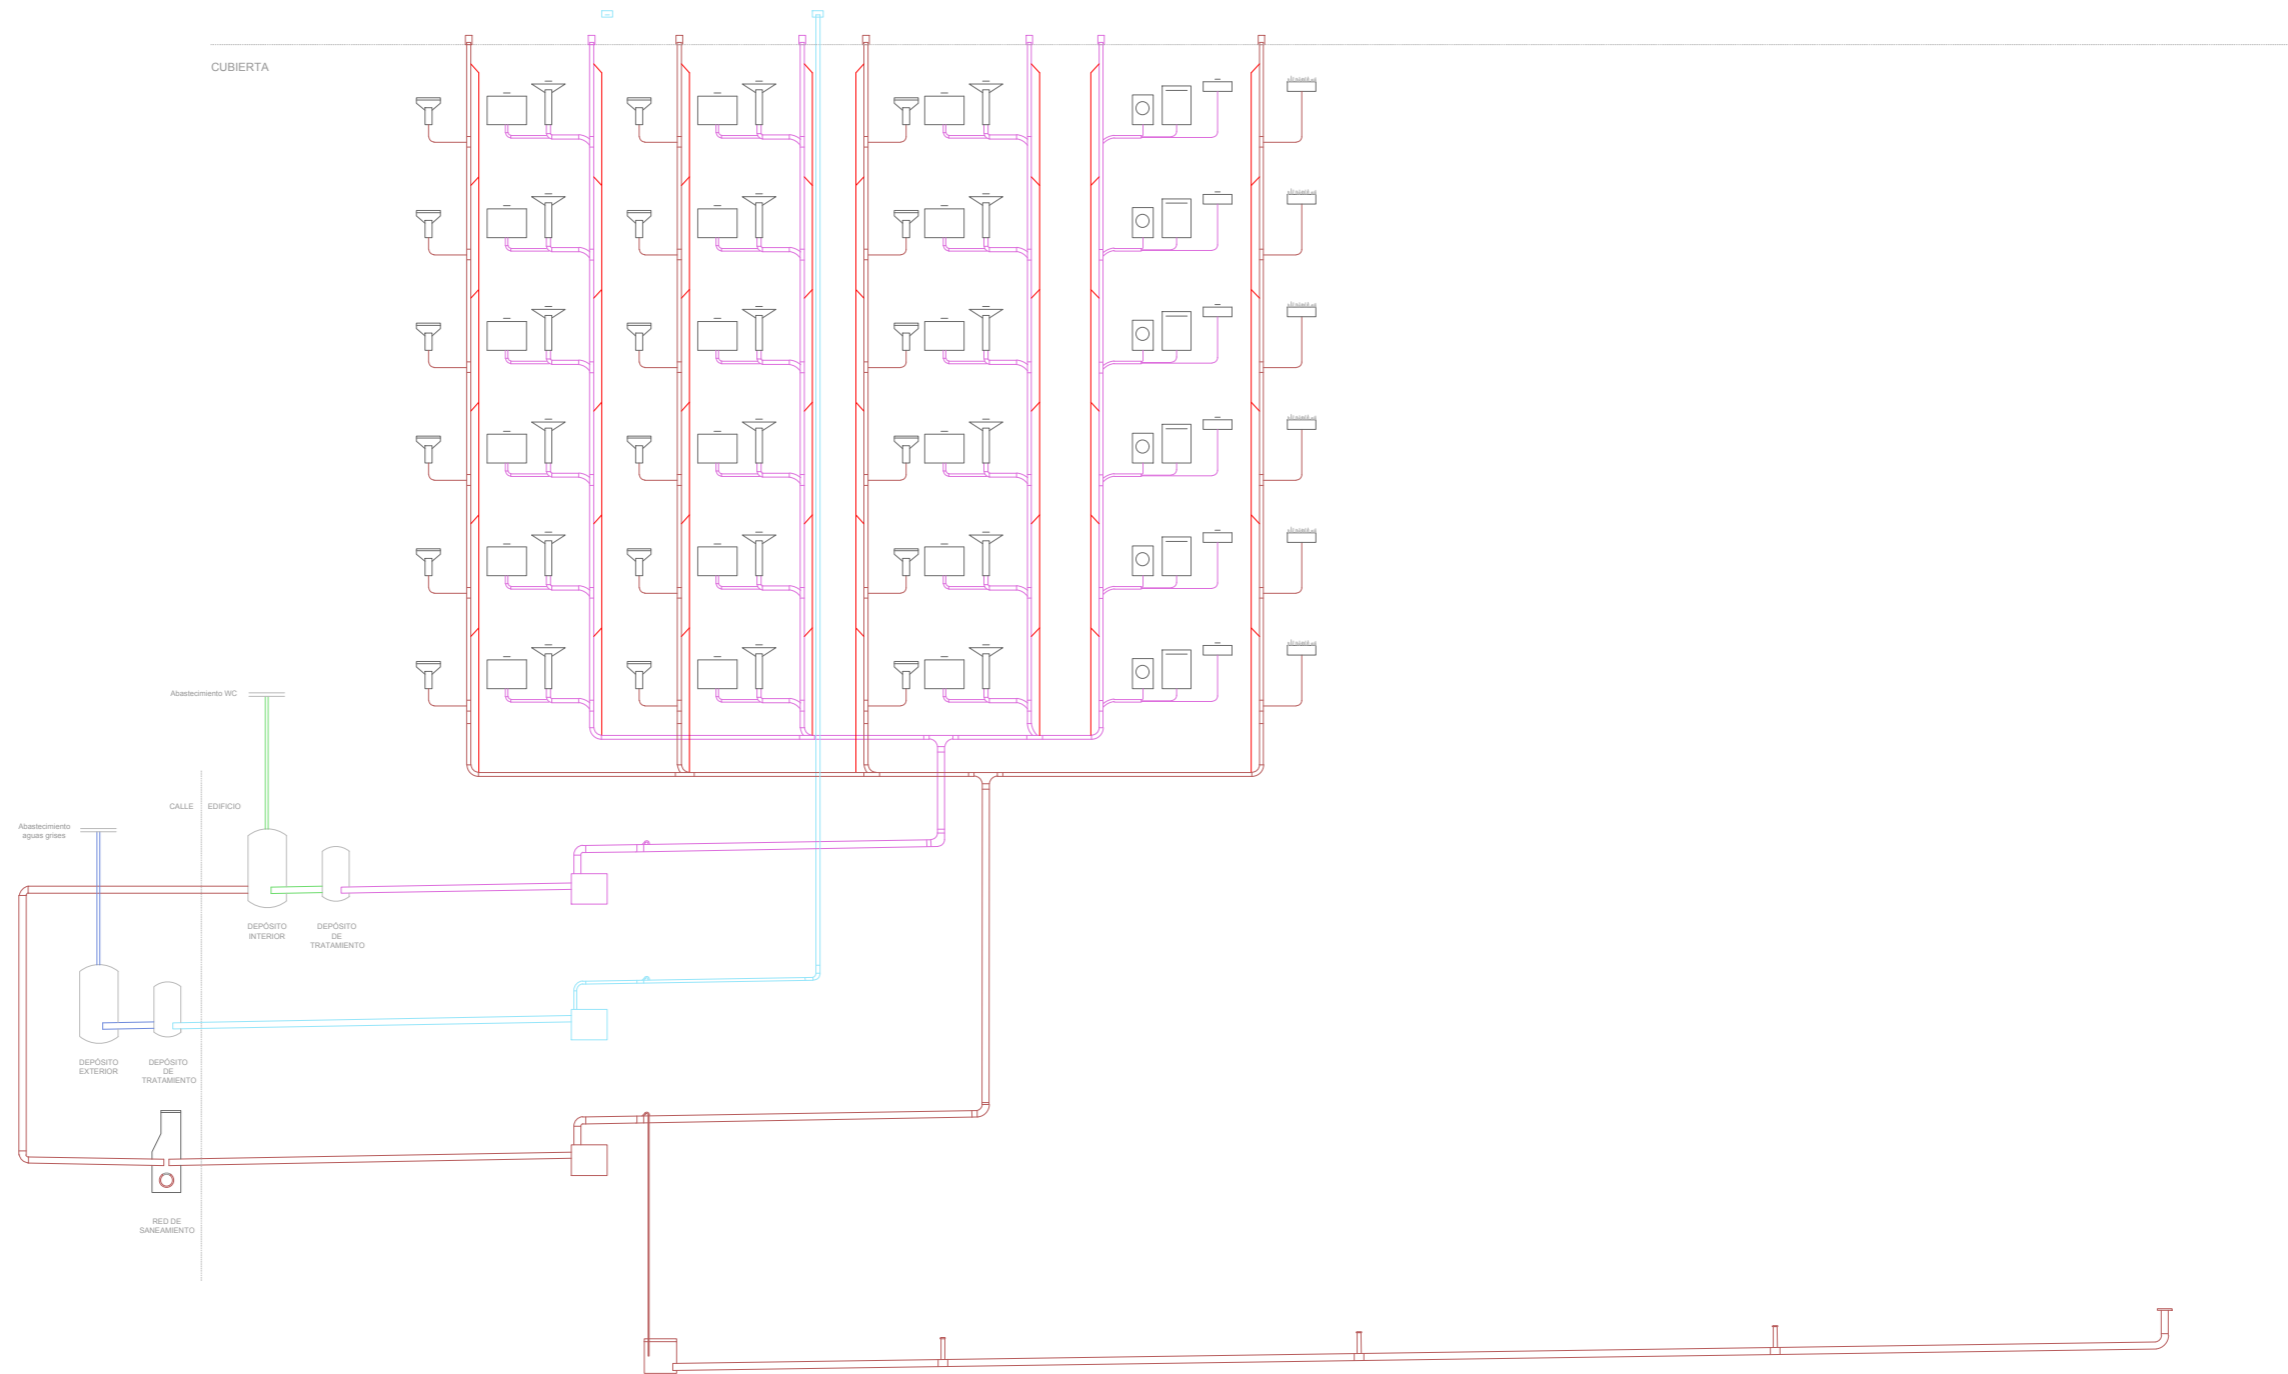 CUBIERTA
Abastecimiento WC
CALLE
EDIFICIO
Abastecimiento
aguas grises
DEPÓSITO
INTERIOR
DEPÓSITO
DE
TRATAMIENTO
DEPÓSITO
EXTERIOR
DEPÓSITO
DE
TRATAMIENTO
RED DE
SANEAMIENTO